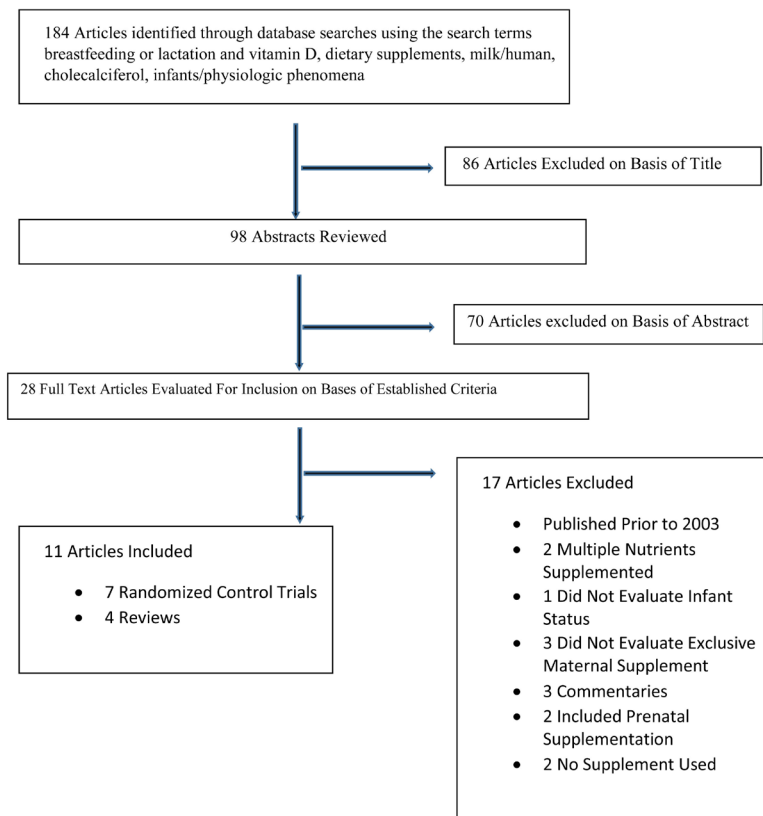 184 Articles identified through database searches using the search terms
breastfeeding or lactation and vitamin D, dietary supplements, milk/human,
cholecalciferol, infants/physiologic phenomena
86 Articles Excluded on Basis of Title
98 Abstracts Reviewed
70 Articles excluded on Basis of Abstract
28 Full Text Articles Evaluated For Inclusion on Bases of Established Criteria
17 Articles Excluded
• Published Prior to 2003
• 2 Multiple Nutrients
Supplemented
• 1 Did Not Evaluate Infant
Status
• 3 Did Not Evaluate Exclusive
Maternal Supplement
• 3 Commentaries
• 2 Included Prenatal
Supplementation
• 2 No Supplement Used
11 Articles Included
• 7 Randomized Control Trials
• 4 Reviews